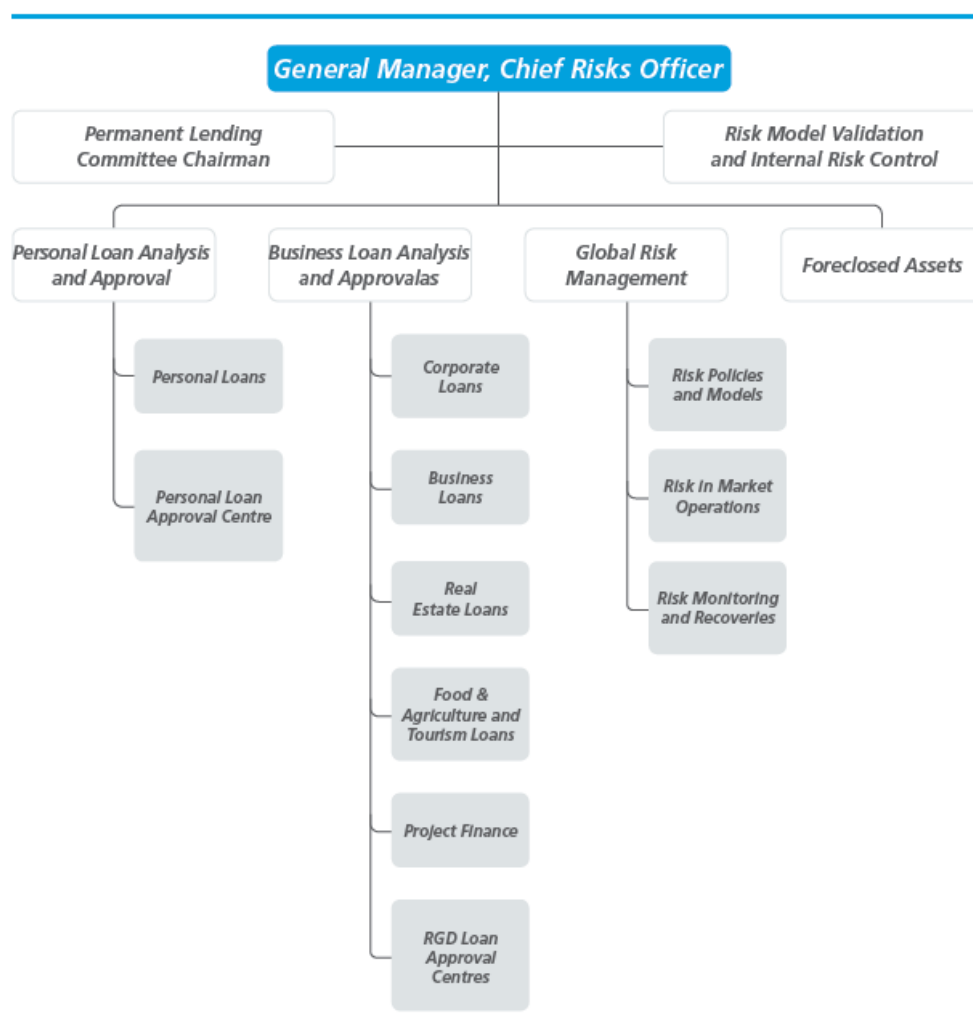 General Manager, Chief Risks Officer
Permanent Lending
Committee Chairman
Risk Model Validation
and Internal Risk Control
Personal Loan Analysis
and Approval
Business Loan Analysis
and Approvalas
Global Risk
Management
Foreclosed Assets
Personal Loans
Personal Loan
Approval Centre
Corporate
Loans
Business
Loans
Real
Estate Loans
Food &
Agriculture and
Tourism Loans
Project Finance
RGD Loan
Approval
Centres
Risk Policies
and Models
Risk in Market
Operations
Risk Monitoring
and Recoveries